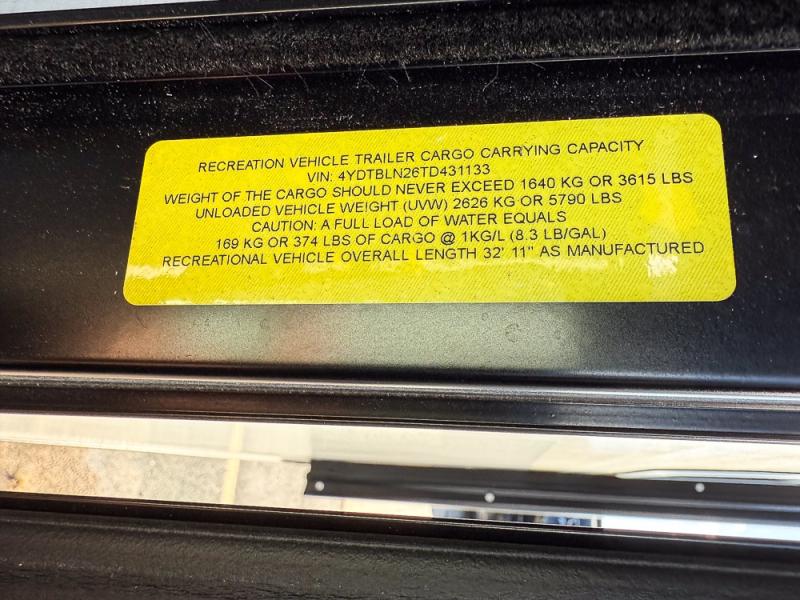 RECREATION VEHICLE TRAILER CARGO CARRYING CAPACITY
VIN: 4YDTBLN26TD431133
WEIGHT OF THE CARGO SHOULD NEVER EXCEED 1640 KG OR 3615 LBS
UNLOADED VEHICLE WEIGHT (UVW) 2626 KG OR 5790 LBS
CAUTION: A FULL LOAD OF WATER EQUALS
169 KG OR 374 LBS OF CARGO @ 1KG/L (8.3 LB/GAL)
RECREATIONAL VEHICLE OVERALL LENGTH 32' 11" AS MANUFACTURED